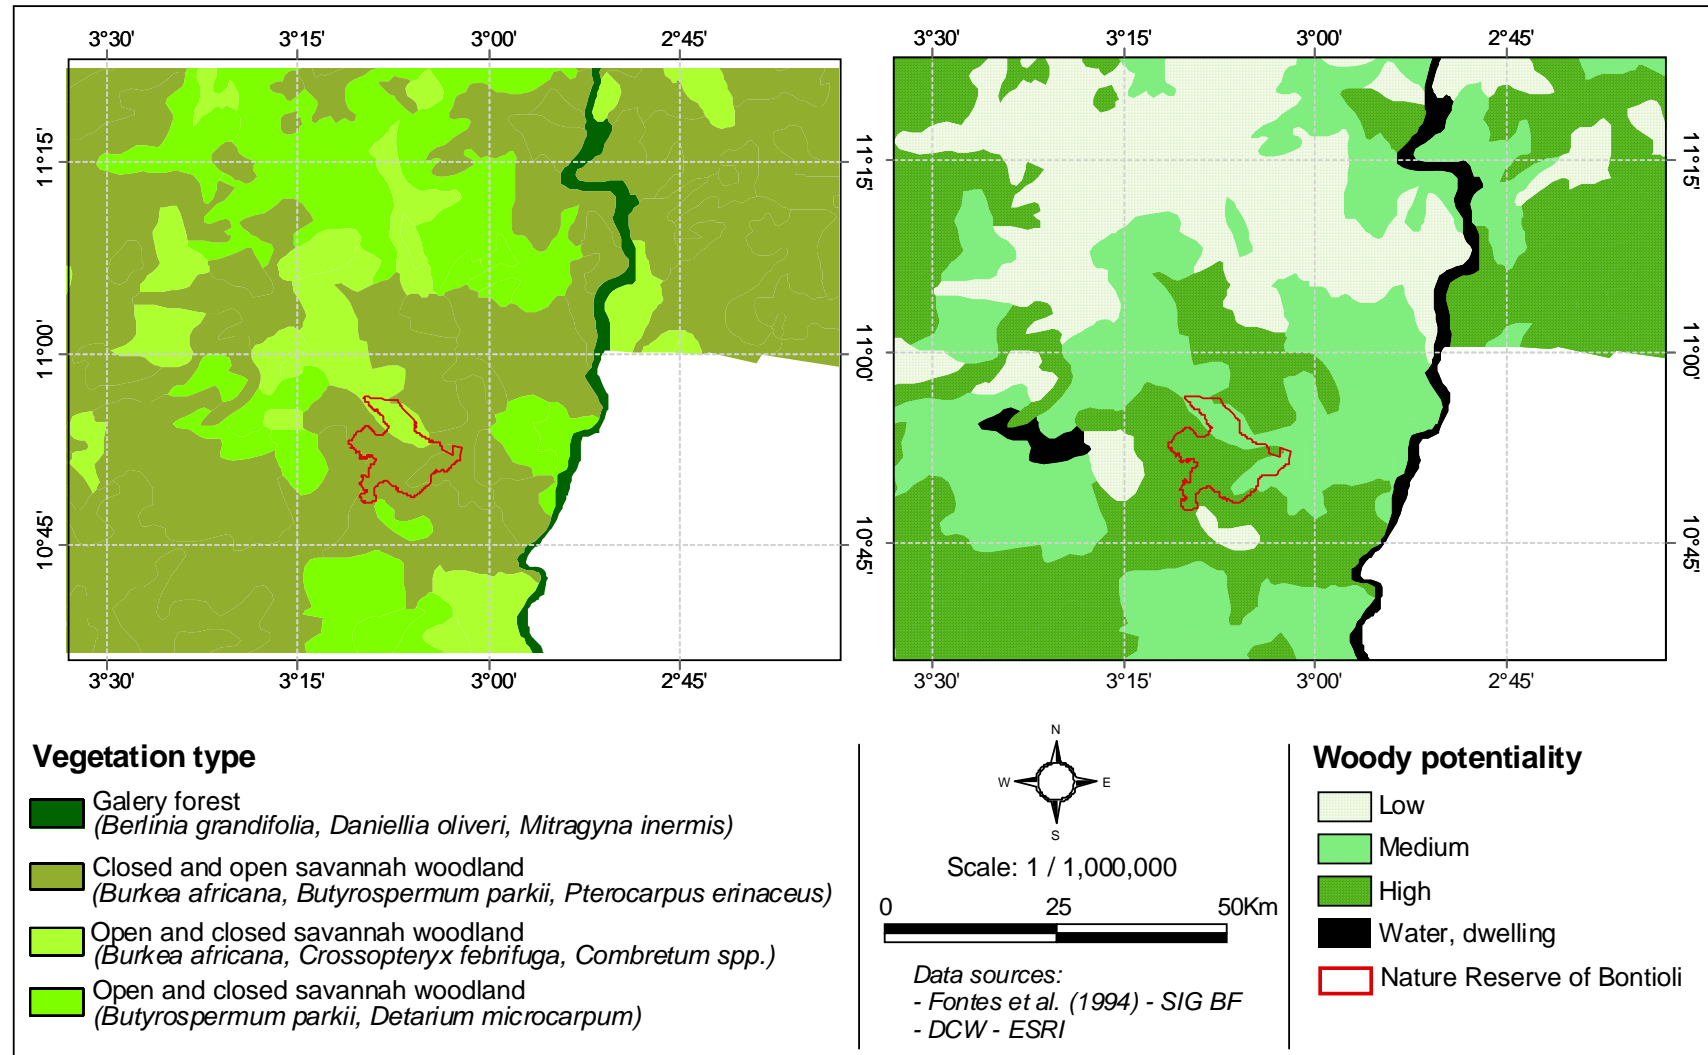 3°30' 3°15' 3°00' 2°45' 3°30' 3°15' 3°00' 2°45'
11°15' 11°15' 11°15'
11°00' 11°00' 11°00'
10°45' 10°45' 10°45'
3°30' 3°15' 3°00' 2°45' 3°30' 3°15' 3°00' 2°45'
Vegetation type
Galery forest
(Berlinia grandifolia, Daniellia oliveri, Mitragyna inermis)
Closed and open savannah woodland
(Burkea africana, Butyrospermum parkii, Pterocarpus erinaceus)
Open and closed savannah woodland
(Burkea africana, Crossopteryx febrifuga, Combretum spp.)
Open and closed savannah woodland
(Butyrospermum parkii, Detarium microcarpum)
N
W E
S
Scale: 1 / 1,000,000
0 25 50Km
Data sources:
- Fontes et al. (1994) - SIG BF
- DCW - ESRI
Woody potentiality
Low
Medium
High
Water, dwelling
Nature Reserve of Bontioli